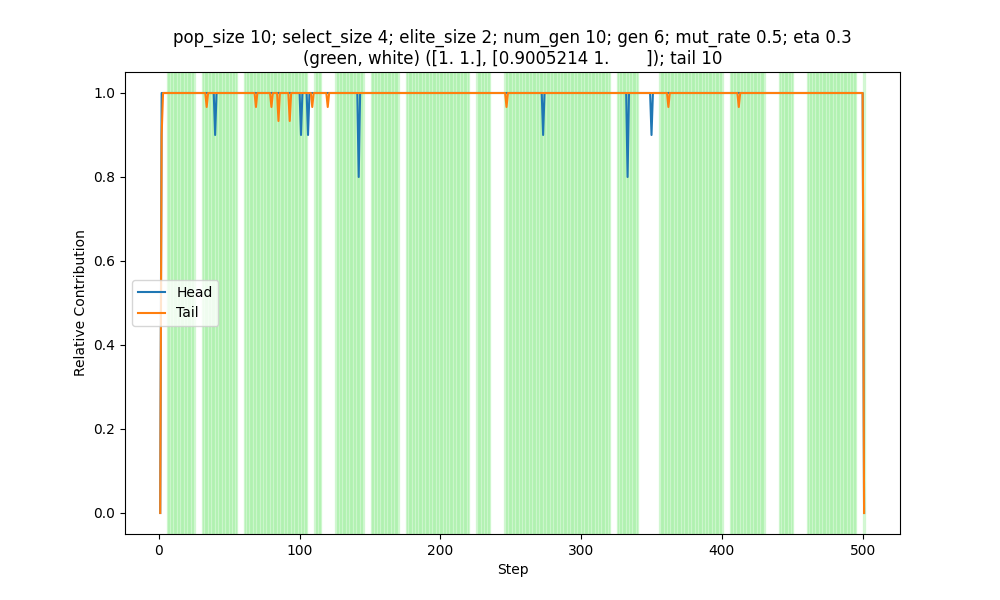 pop_size 10; select_size 4; elite_size 2; num_gen 10; gen 6; mut_rate 0.5; eta 0.3
(green, white) ([1. 1.], [0.9005214 1.        ]); tail 10
1.0
0.8
0.6
0.4
0.2
0.0
Relative Contribution
Head
Tail
0 100 200 300 400 500
Step